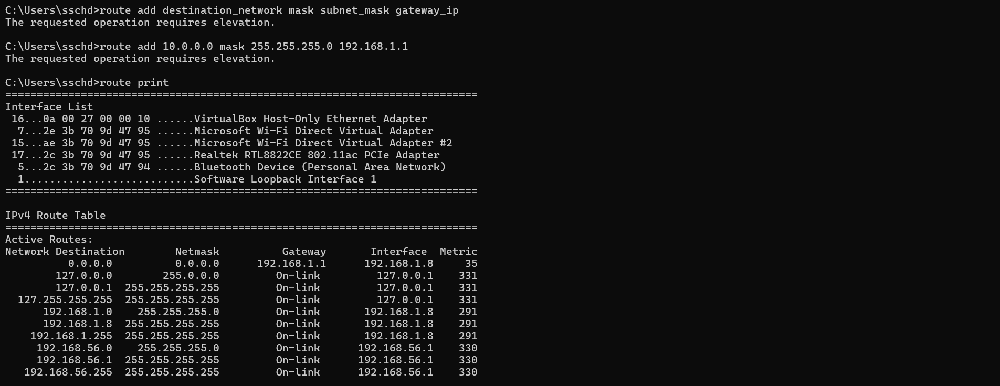 C:\Users\sschd>route add destination_network mask subnet_mask gateway_ip
The requested operation requires elevation.

C:\Users\sschd>route add 10.0.0.0 mask 255.255.255.0 192.168.1.1
The requested operation requires elevation.

C:\Users\sschd>route print
===========================================================================
Interface List
 16...0a 00 27 00 00 10 ......VirtualBox Host-Only Ethernet Adapter
  7...2e 3b 70 9d 47 95 ......Microsoft Wi-Fi Direct Virtual Adapter
 15...ae 3b 70 9d 47 95 ......Microsoft Wi-Fi Direct Virtual Adapter #2
 17...2c 3b 70 9d 47 95 ......Realtek RTL8822CE 802.11ac PCIe Adapter
  5...2c 3b 70 9d 47 94 ......Bluetooth Device (Personal Area Network)
  1...........................Software Loopback Interface 1
===========================================================================

IPv4 Route Table
===========================================================================
Active Routes:
Network Destination        Netmask          Gateway       Interface  Metric
          0.0.0.0          0.0.0.0      192.168.1.1      192.168.1.8     35
        127.0.0.0        255.0.0.0         On-link         127.0.0.1    331
        127.0.0.1  255.255.255.255         On-link         127.0.0.1    331
  127.255.255.255  255.255.255.255         On-link         127.0.0.1    331
      192.168.1.0    255.255.255.0         On-link       192.168.1.8    291
      192.168.1.8  255.255.255.255         On-link       192.168.1.8    291
    192.168.1.255  255.255.255.255         On-link       192.168.1.8    291
     192.168.56.0    255.255.255.0         On-link      192.168.56.1    330
     192.168.56.1  255.255.255.255         On-link      192.168.56.1    330
   192.168.56.255  255.255.255.255         On-link      192.168.56.1    330